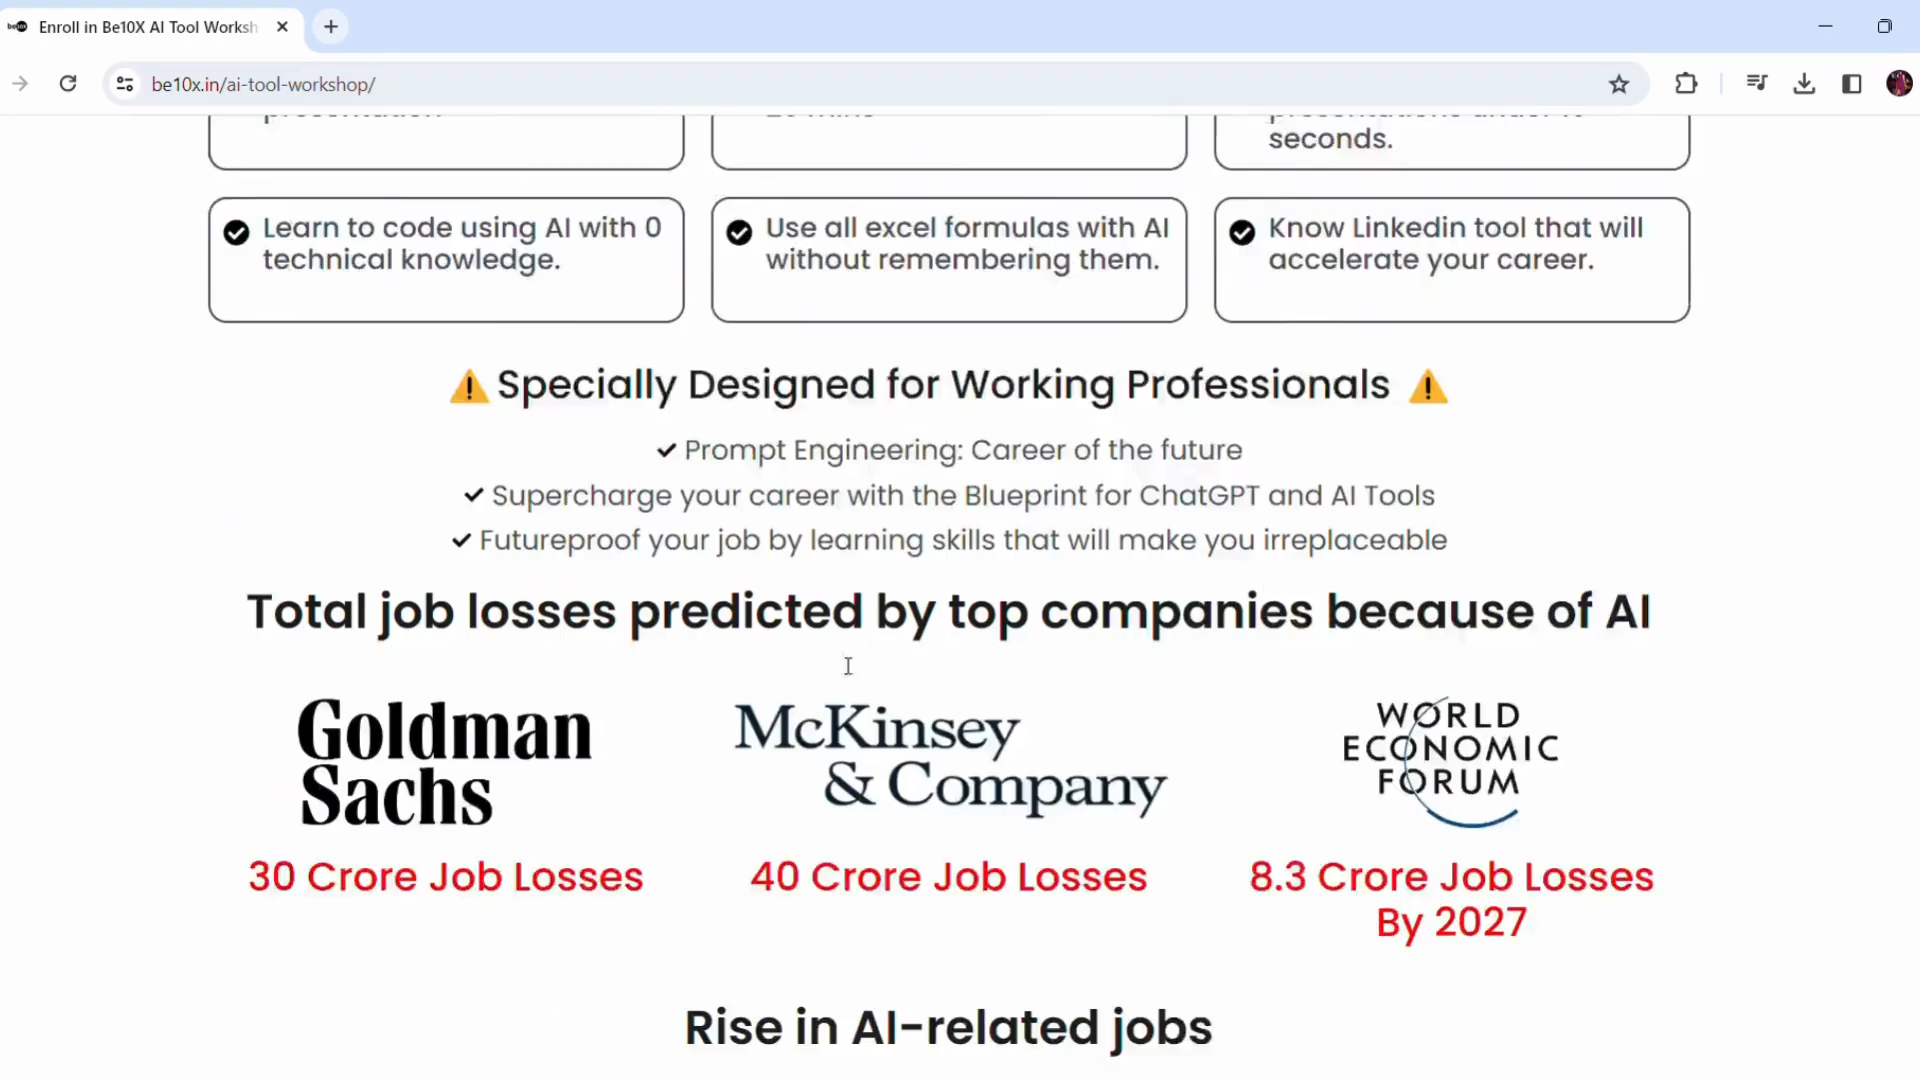 Enroll in Be10X AI Tool Worksh
be10x.in/ai-tool-workshop/
seconds.
Learn to code using AI with 0
technical knowledge.
Use all excel formulas with AI
without remembering them.
Know Linkedin tool that will
accelerate your career.
⚠ Specially Designed for Working Professionals ⚠
✔ Prompt Engineering: Career of the future
✔ Supercharge your career with the Blueprint for ChatGPT and AI Tools
✔ Futureproof your job by learning skills that will make you irreplaceable
Total job losses predicted by top companies because of AI
Goldman
Sachs
30 Crore Job Losses
McKinsey
& Company
40 Crore Job Losses
WORLD
ECONOMIC
FORUM
8.3 Crore Job Losses
By 2027
Rise in AI-related jobs